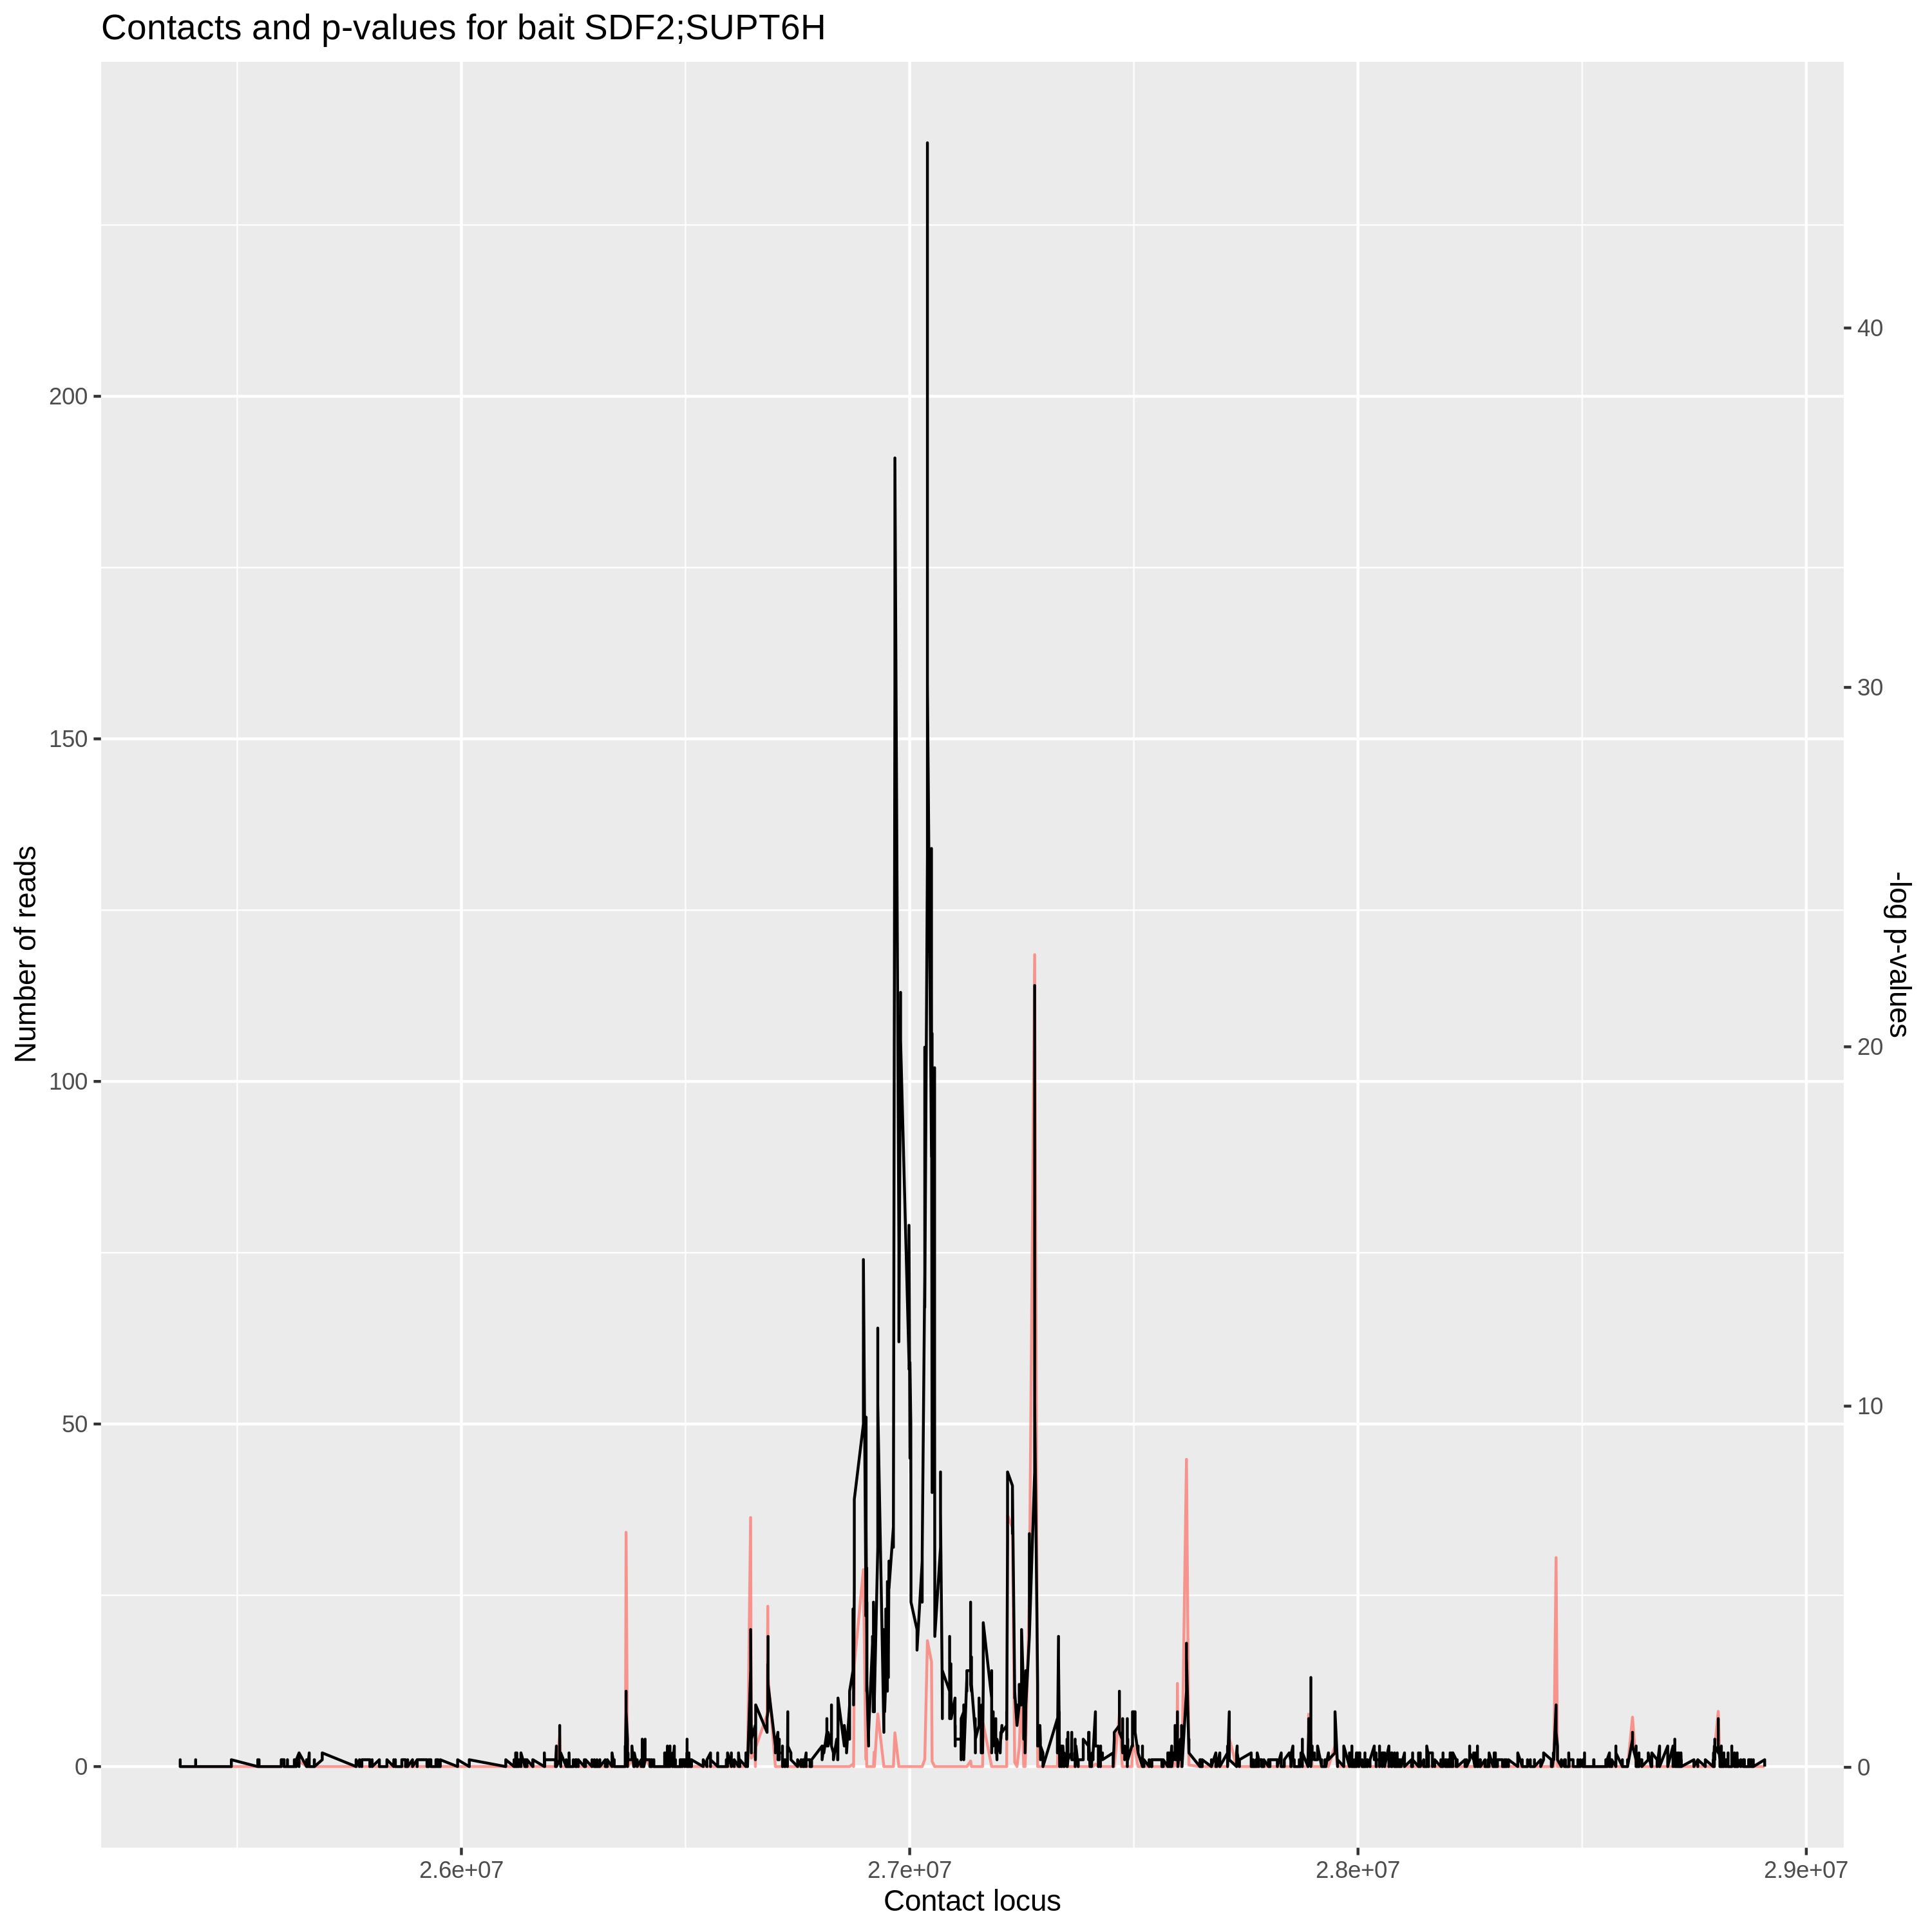 Contacts and p-values for bait SDF2;SUPT6H
Number of reads
200
150
100
50
0
40
30
20
10
0
-log p-values
2.6e+07
2.7e+07
2.8e+07
2.9e+07
Contact locus